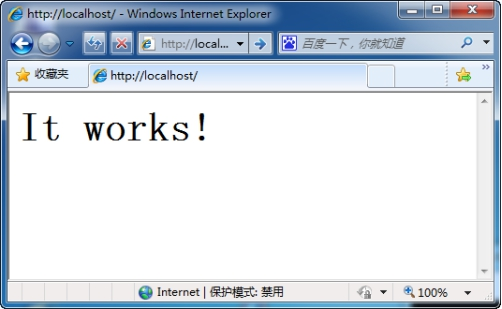 http://localhost/ - Windows Internet Explorer
http://local...
百度一下，你就知道
收藏夹
http://localhost/
It works!
Internet | 保护模式: 禁用
100%